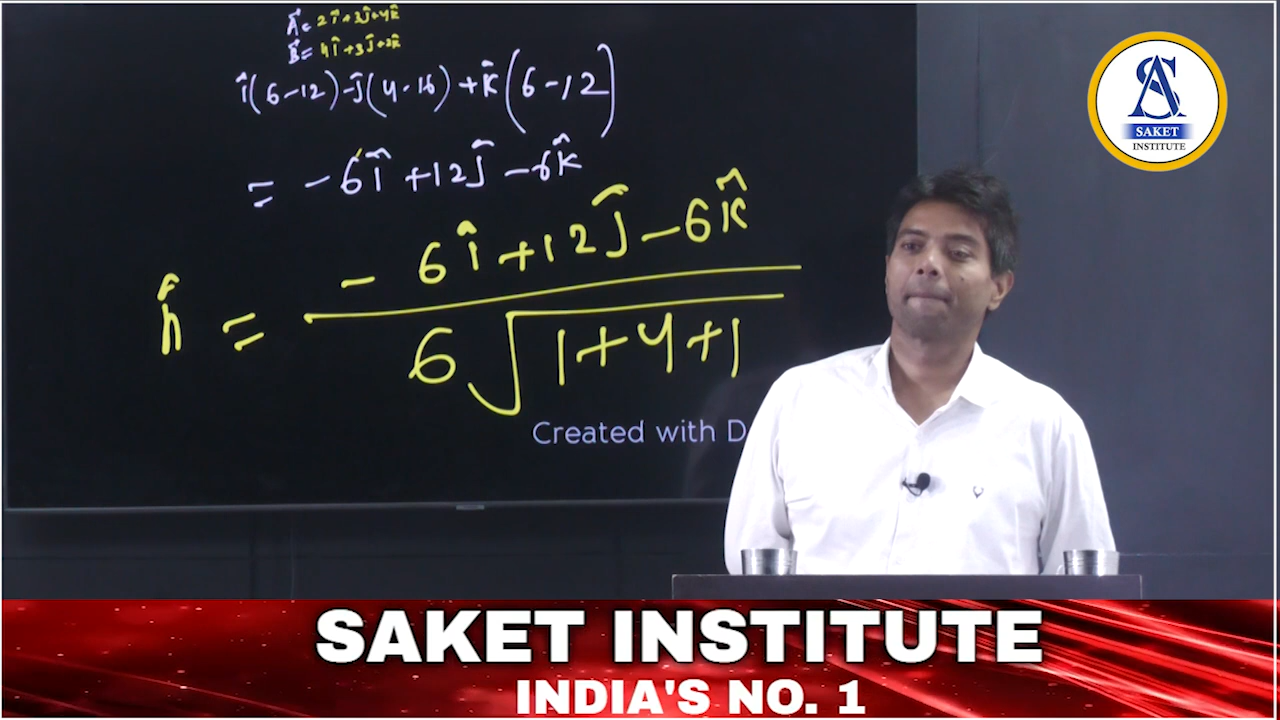 A⃗ = 2î+3ĵ+4k̂
B⃗ = 4î+3ĵ+2k̂
î(6-12)-ĵ(4-16)+k̂(6-12)
= -6î+12ĵ-6k̂
n̂ = (-6î+12ĵ-6k̂)/(6√(1+4+1))
Created with D
SA
SAKET
INSTITUTE
SAKET INSTITUTE
INDIA'S NO. 1